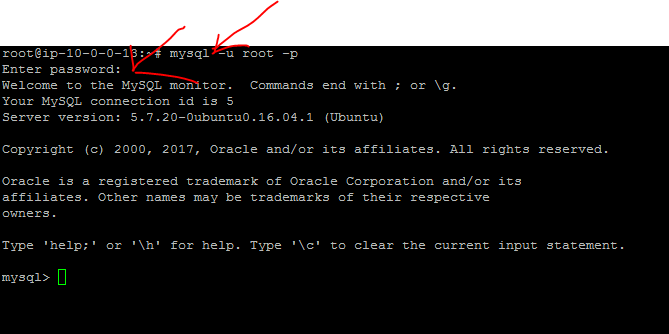 root@ip-10-0-0-13:~# mysql -u root -p
Enter password:
Welcome to the MySQL monitor.  Commands end with ; or \g.
Your MySQL connection id is 5
Server version: 5.7.20-0ubuntu0.16.04.1 (Ubuntu)
Copyright (c) 2000, 2017, Oracle and/or its affiliates. All rights reserved.
Oracle is a registered trademark of Oracle Corporation and/or its
affiliates. Other names may be trademarks of their respective
owners.
Type 'help;' or '\h' for help. Type '\c' to clear the current input statement.
mysql>